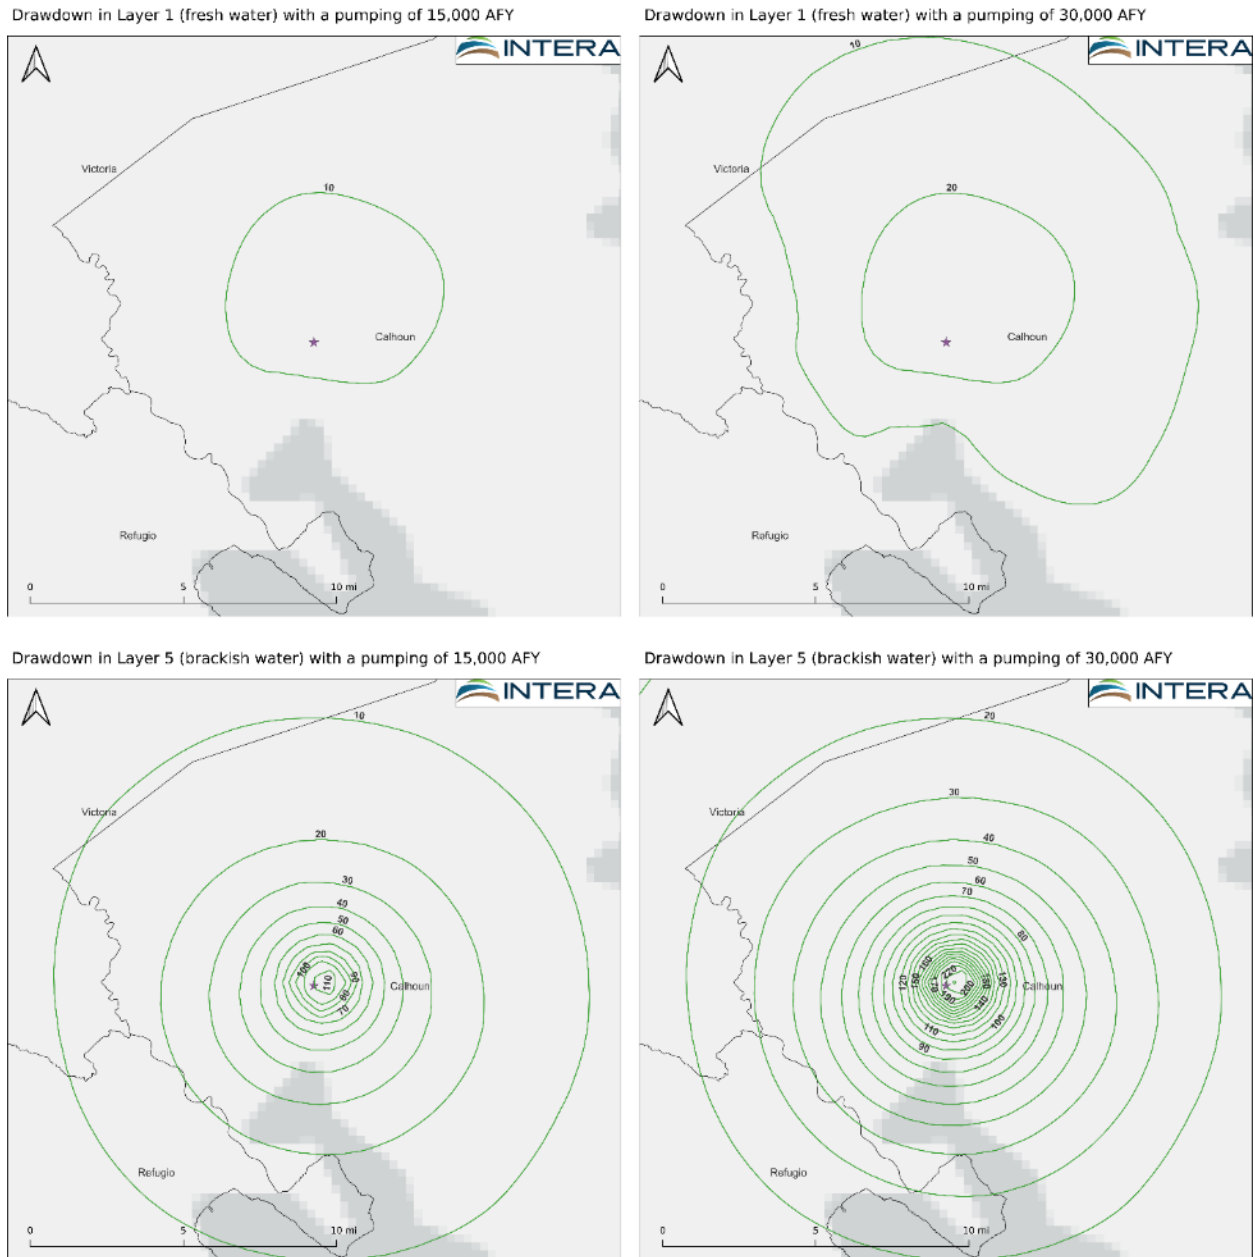 Drawdown in Layer 1 (fresh water) with a pumping of 15,000 AFY
INTERA
Victoria
10
Calhoun
Refugio
0 5 10 mi
Drawdown in Layer 1 (fresh water) with a pumping of 30,000 AFY
INTERA
10
Victoria
20
Calhoun
Refugio
0 5 10 mi
Drawdown in Layer 5 (brackish water) with a pumping of 15,000 AFY
INTERA
10
Victoria
20
30
40
50
60
100
110
90
80
70
Calhoun
Refugio
0 5 10 mi
Drawdown in Layer 5 (brackish water) with a pumping of 30,000 AFY
INTERA
20
30
Victoria
40
50
60
70
80
160
220
120
150
170
190
200
180
130
140
Calhoun
110
100
90
Refugio
0 5 10 mi